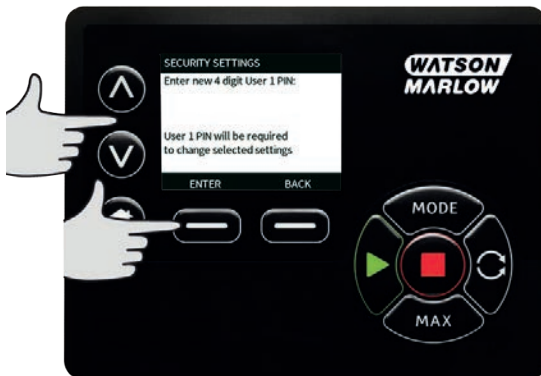 SECURITY SETTINGS
Enter new 4 digit User 1 PIN:
User 1 PIN will be required
to change selected settings
ENTER BACK
WATSON
MARLOW
MODE
MAX